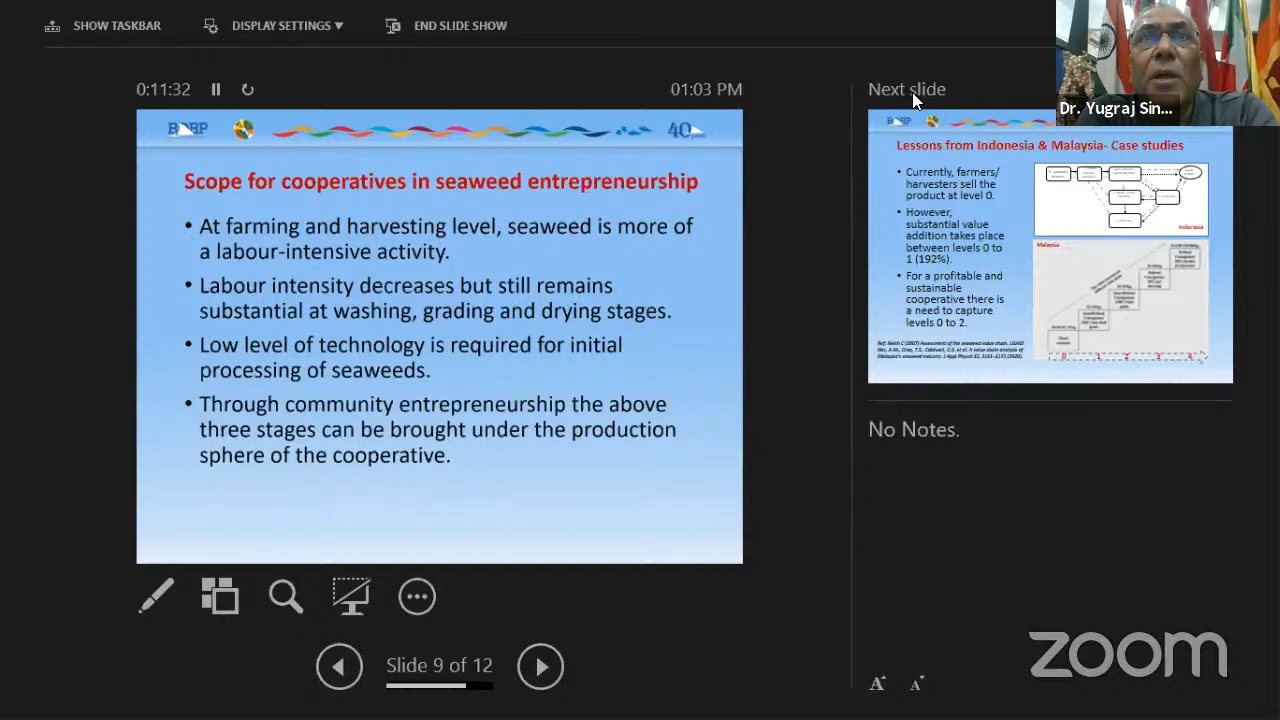 SHOW TASKBAR DISPLAY SETTINGS ▼ END SLIDE SHOW
0:11:32 01:03 PM
BOBP 40
Scope for cooperatives in seaweed entrepreneurship
• At farming and harvesting level, seaweed is more of
a labour-intensive activity.
• Labour intensity decreases but still remains
substantial at washing, grading and drying stages.
• Low level of technology is required for initial
processing of seaweeds.
• Through community entrepreneurship the above
three stages can be brought under the production
sphere of the cooperative.
Slide 9 of 12
Next slide
Dr. Yugraj Sin...
Lessons from Indonesia & Malaysia- Case studies
• Currently, farmers/
harvesters sell the
product at level 0.
• However,
substantial value
addition takes place
between levels 0 to
1 (192%).
• For a profitable and
sustainable
cooperative there is
a need to capture
levels 0 to 2.
Indonesia
Malaysia
0 1 2 3 4
No Notes.
A A
zoom